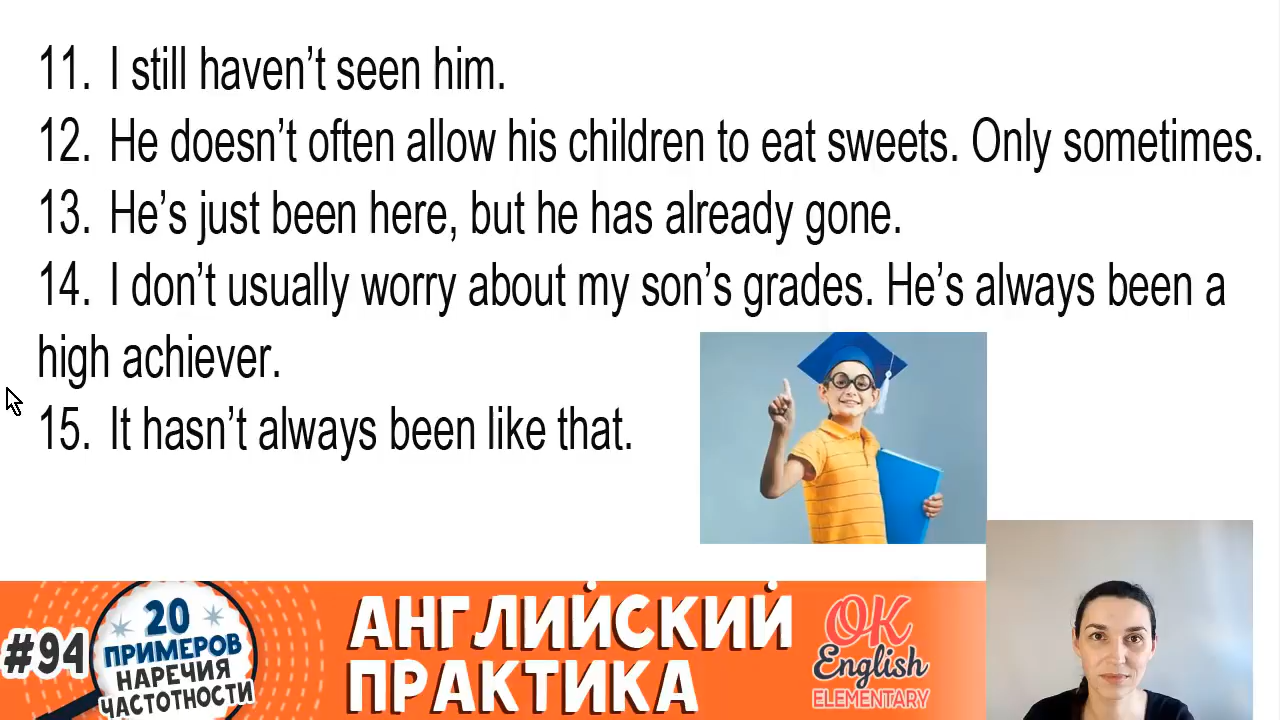 11. I still haven’t seen him.
12. He doesn’t often allow his children to eat sweets. Only sometimes.
13. He’s just been here, but he has already gone.
14. I don’t usually worry about my son’s grades. He’s always been a
high achiever.
15. It hasn’t always been like that.
#94
20
ПРИМЕРОВ
НАРЕЧИЯ
ЧАСТОТНОСТИ
АНГЛИЙСКИЙ
ПРАКТИКА
OK
English
ELEMENTARY